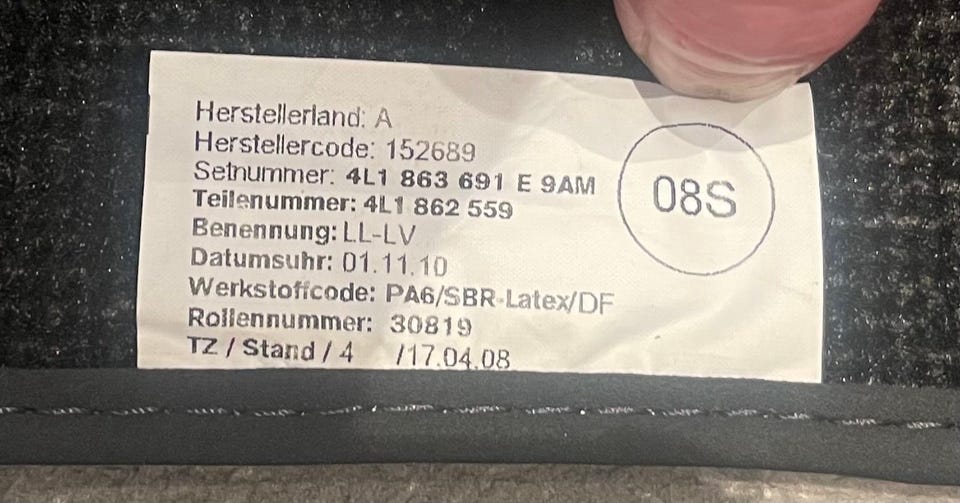 Herstellerland: A
Herstellercode: 152689
Setnummer: 4L1 863 691 E 9AM
Teilenummer: 4L1 862 559
Benennung: LL-LV
Datumsuhr: 01.11.10
Werkstoffcode: PA6/SBR-Latex/DF
Rollennummer: 30819
TZ / Stand / 4 /17.04.08
08S